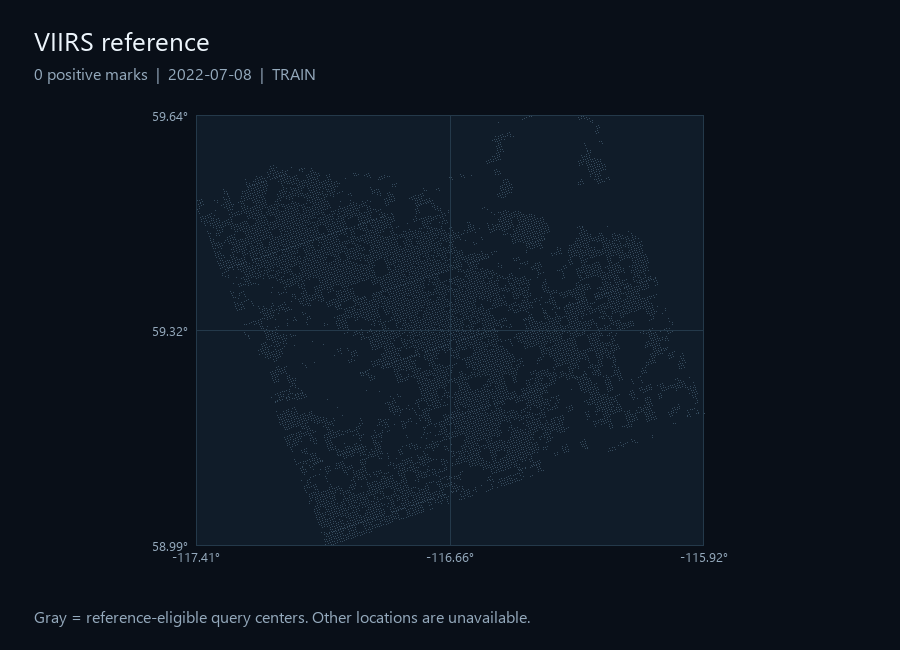 VIIRS reference
0 positive marks | 2022-07-08 | TRAIN
59.64°
59.32°
58.99°
-117.41°
-116.66°
-115.92°
Gray = reference-eligible query centers. Other locations are unavailable.